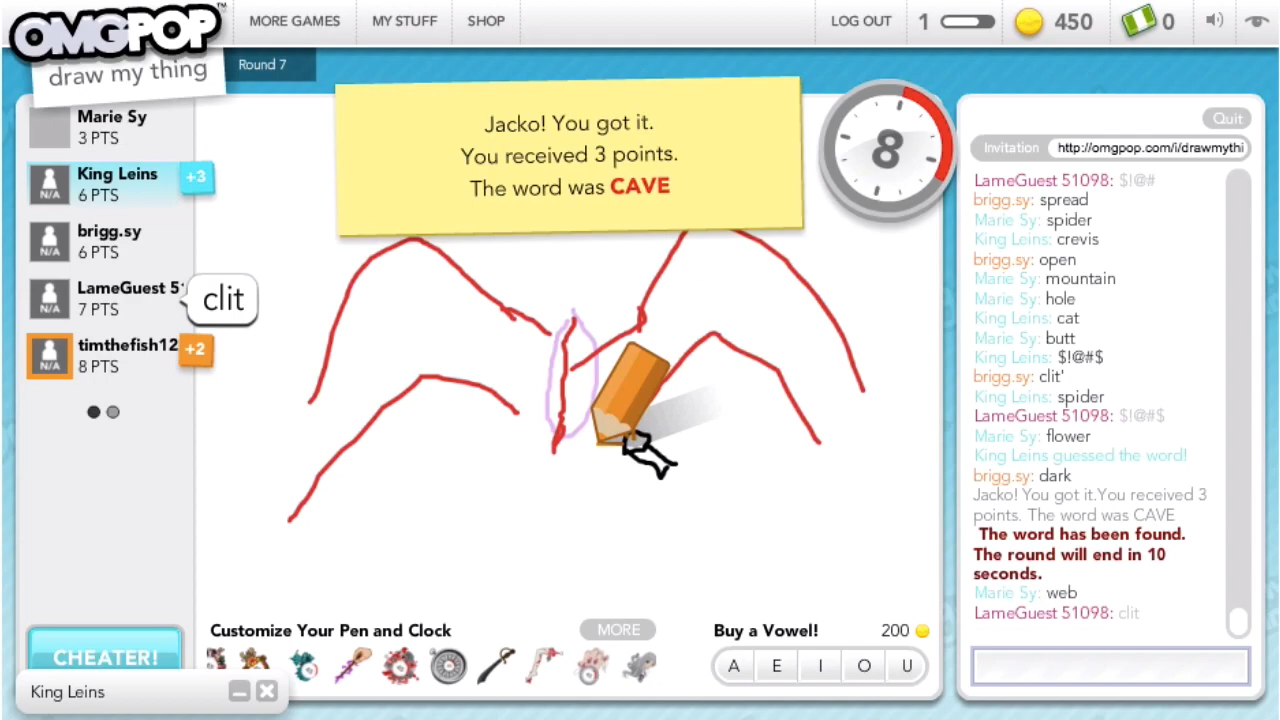 OMGPOP™
draw my thing
MORE GAMES
MY STUFF
SHOP
LOG OUT
1
450
0
Round 7
Marie Sy
3 PTS
King Leins
6 PTS
+3
N/A
brigg.sy
6 PTS
N/A
LameGuest 51
7 PTS
N/A
clit
timthefish12
8 PTS
+2
N/A
CHEATER!
King Leins
Jacko! You got it.
You received 3 points.
The word was CAVE
8
Customize Your Pen and Clock
MORE
Buy a Vowel!
200
A E I O U
Quit
Invitation http://omgpop.com/i/drawmythi
LameGuest 51098: $!@#
brigg.sy: spread
Marie Sy: spider
King Leins: crevis
brigg.sy: open
Marie Sy: mountain
Marie Sy: hole
King Leins: cat
Marie Sy: butt
King Leins: $!@#$
brigg.sy: clit'
King Leins: spider
LameGuest 51098: $!@#$
Marie Sy: flower
King Leins guessed the word!
brigg.sy: dark
Jacko! You got it.You received 3
points. The word was CAVE
The word has been found.
The round will end in 10
seconds.
Marie Sy: web
LameGuest 51098: clit